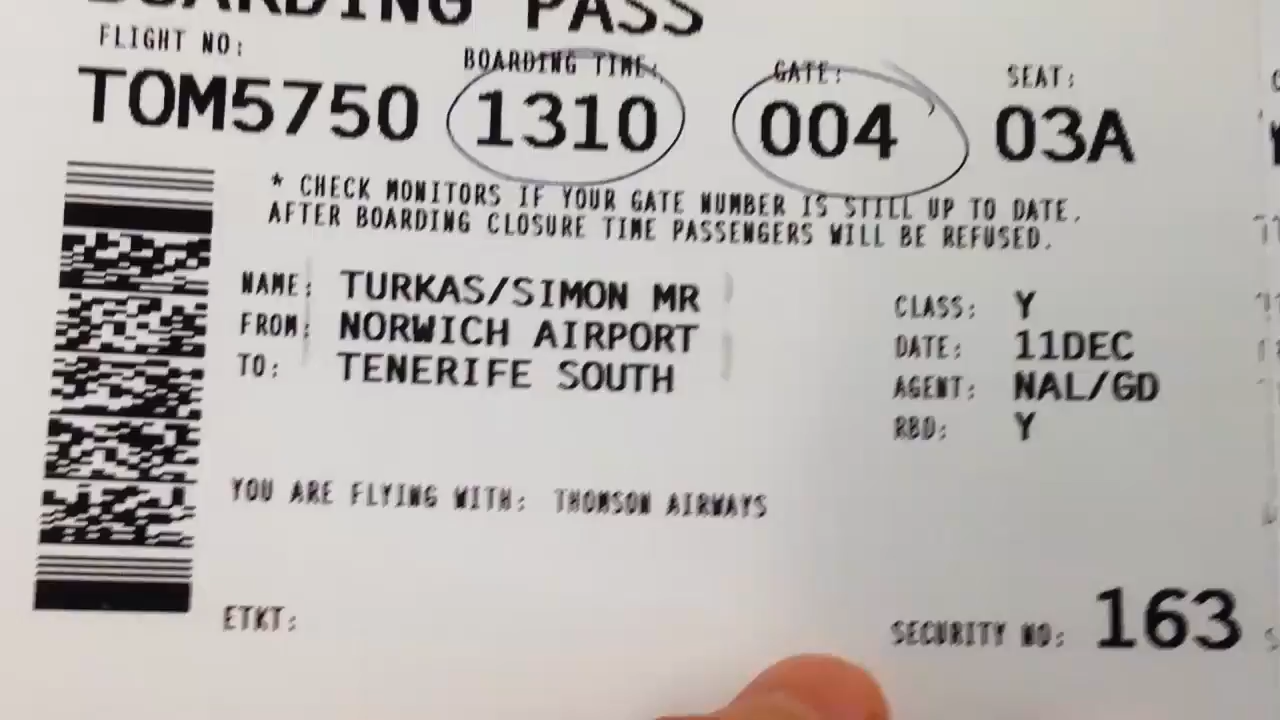 BOARDING PASS
FLIGHT NO: BOARDING TIME: GATE: SEAT:
TOM5750 1310 004 03A
* CHECK MONITORS IF YOUR GATE NUMBER IS STILL UP TO DATE.
AFTER BOARDING CLOSURE TIME PASSENGERS WILL BE REFUSED.
NAME: TURKAS/SIMON MR
FROM: NORWICH AIRPORT
TO: TENERIFE SOUTH
CLASS: Y
DATE: 11DEC
AGENT: NAL/GD
RBD: Y
YOU ARE FLYING WITH: THOMSON AIRWAYS
ETKT:
SECURITY NO: 163